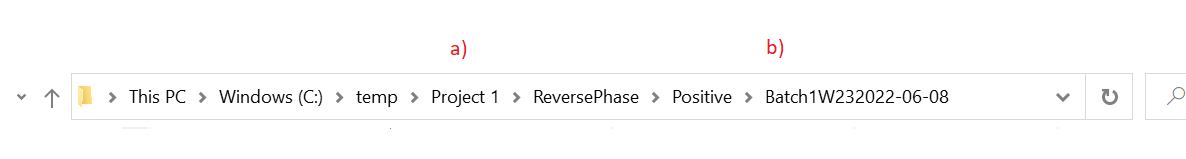 a) b)
This PC > Windows (C:) > temp > Project 1 > ReversePhase > Positive > Batch1W232022-06-08